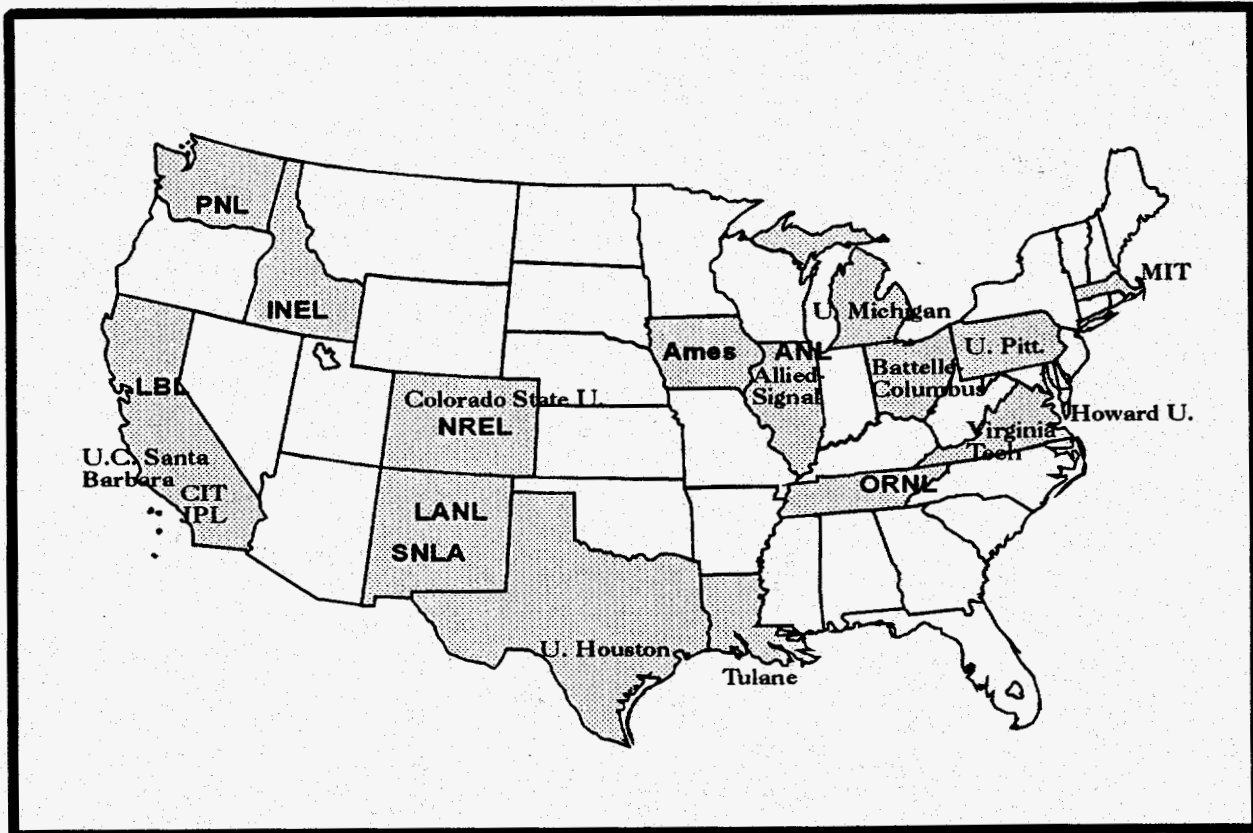 PNL
MIT
INEL
U. Michigan
Ames
ANL
U. Pitt.
LBL
Allied-
Signal
Battelle-
Columbus
Colorado State U.
NREL
Howard U.
Virginia
Tech
U.C. Santa
Barbara
CIT
JPL
ORNL
LANL
SNLA
U. Houston
Tulane